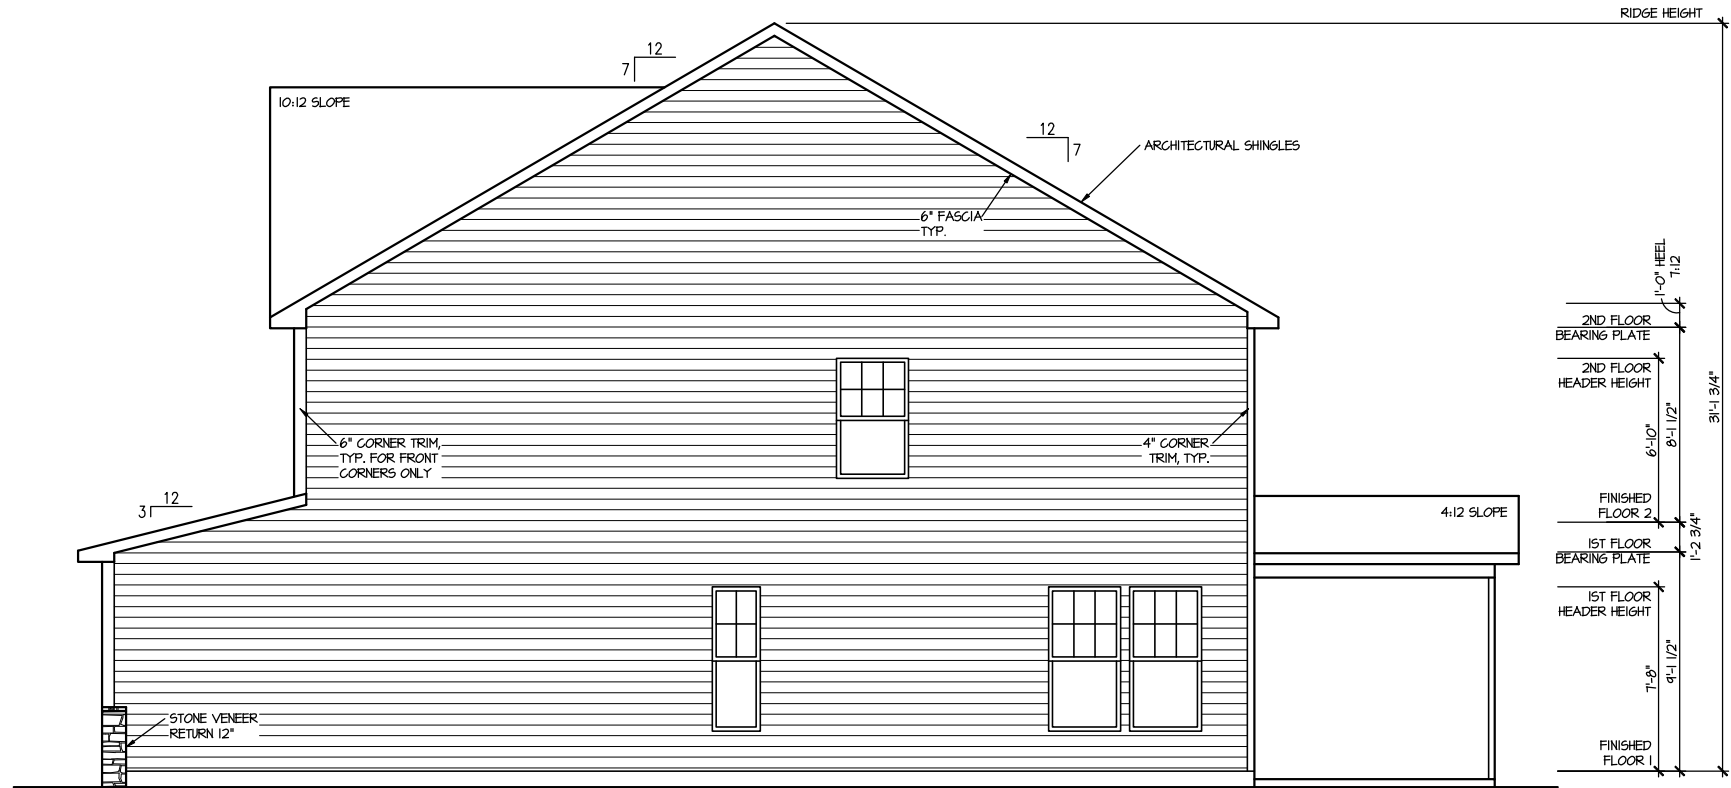 RIDGE HEIGHT
12
7
10:12 SLOPE
12
7
ARCHITECTURAL SHINGLES
6" FASCIA
TYP.
1'-0" HEEL
7:12
2ND FLOOR
BEARING PLATE
2ND FLOOR
HEADER HEIGHT
31'-1 3/4"
8'-1 1/2"
6'-10"
6" CORNER TRIM,
TYP. FOR FRONT
CORNERS ONLY
4" CORNER
TRIM, TYP.
12
3
FINISHED
FLOOR 2
4:12 SLOPE
1'-2 3/4"
1ST FLOOR
BEARING PLATE
1ST FLOOR
HEADER HEIGHT
7'-8"
9'-1 1/2"
STONE VENEER
RETURN 12"
FINISHED
FLOOR 1